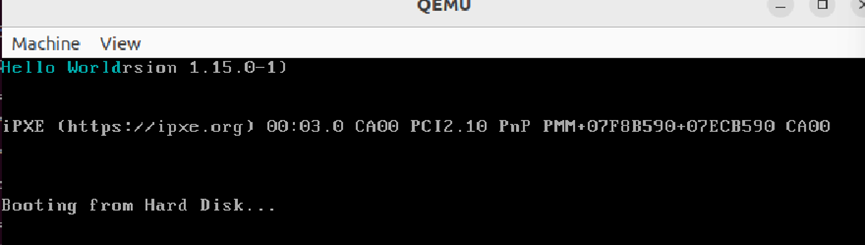 QEMU
Machine View
Hello Worldrsion 1.15.0-1)
iPXE (https://ipxe.org) 00:03.0 CA00 PCI2.10 PnP PMM+07F8B590+07ECB590 CA00
Booting from Hard Disk...